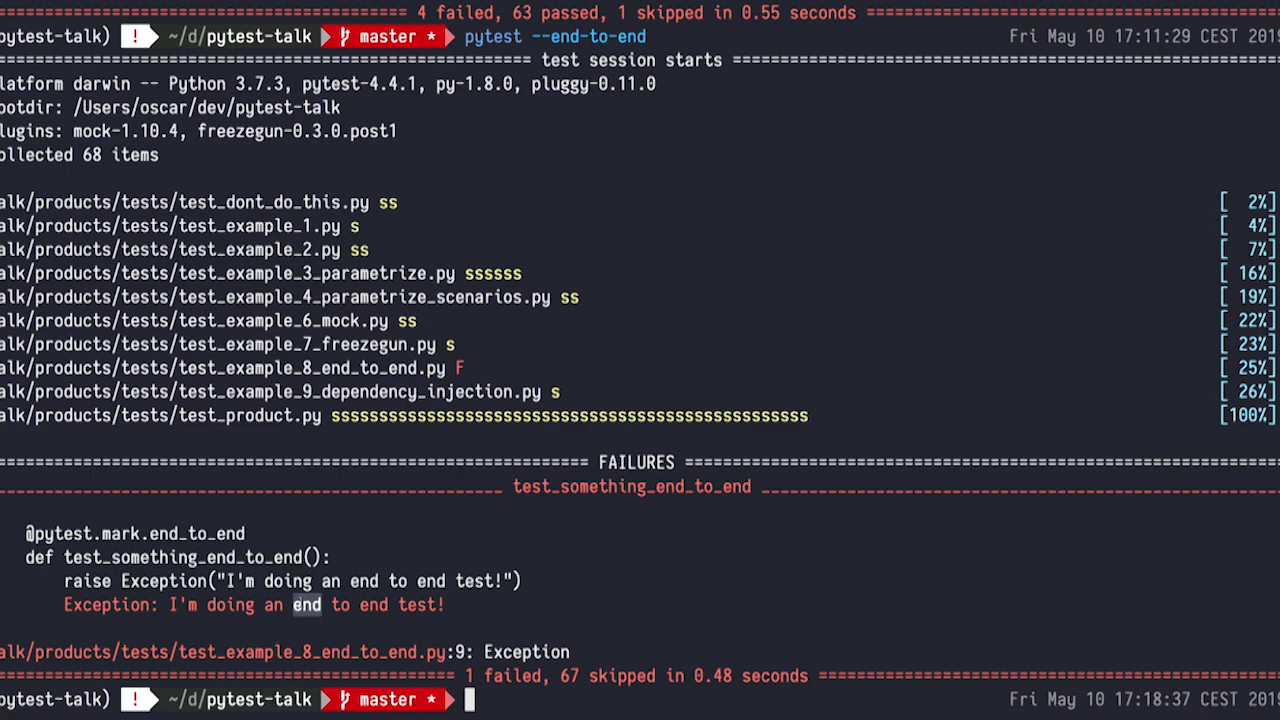 ============================================ 4 failed, 63 passed, 1 skipped in 0.55 seconds ============================================
pytest-talk) ! ~/d/pytest-talk master * pytest --end-to-end Fri May 10 17:11:29 CEST 2019
======================================================== test session starts =========================================================
latform darwin -- Python 3.7.3, pytest-4.4.1, py-1.8.0, pluggy-0.11.0
ootdir: /Users/oscar/dev/pytest-talk
lugins: mock-1.10.4, freezegun-0.3.0.post1
ollected 68 items
alk/products/tests/test_dont_do_this.py ss [  2%]
alk/products/tests/test_example_1.py s [  4%]
alk/products/tests/test_example_2.py ss [  7%]
alk/products/tests/test_example_3_parametrize.py ssssss [ 16%]
alk/products/tests/test_example_4_parametrize_scenarios.py ss [ 19%]
alk/products/tests/test_example_6_mock.py ss [ 22%]
alk/products/tests/test_example_7_freezegun.py s [ 23%]
alk/products/tests/test_example_8_end_to_end.py F [ 25%]
alk/products/tests/test_example_9_dependency_injection.py s [ 26%]
alk/products/tests/test_product.py ssssssssssssssssssssssssssssssssssssssssssssssssss [100%]
============================================================== FAILURES ==============================================================
_____________________________________________________ test_something_end_to_end ______________________________________________________
@pytest.mark.end_to_end
def test_something_end_to_end():
raise Exception("I'm doing an end to end test!")
Exception: I'm doing an end to end test!
alk/products/tests/test_example_8_end_to_end.py:9: Exception
================================================ 1 failed, 67 skipped in 0.48 seconds ================================================
pytest-talk) ! ~/d/pytest-talk master * Fri May 10 17:18:37 CEST 2019